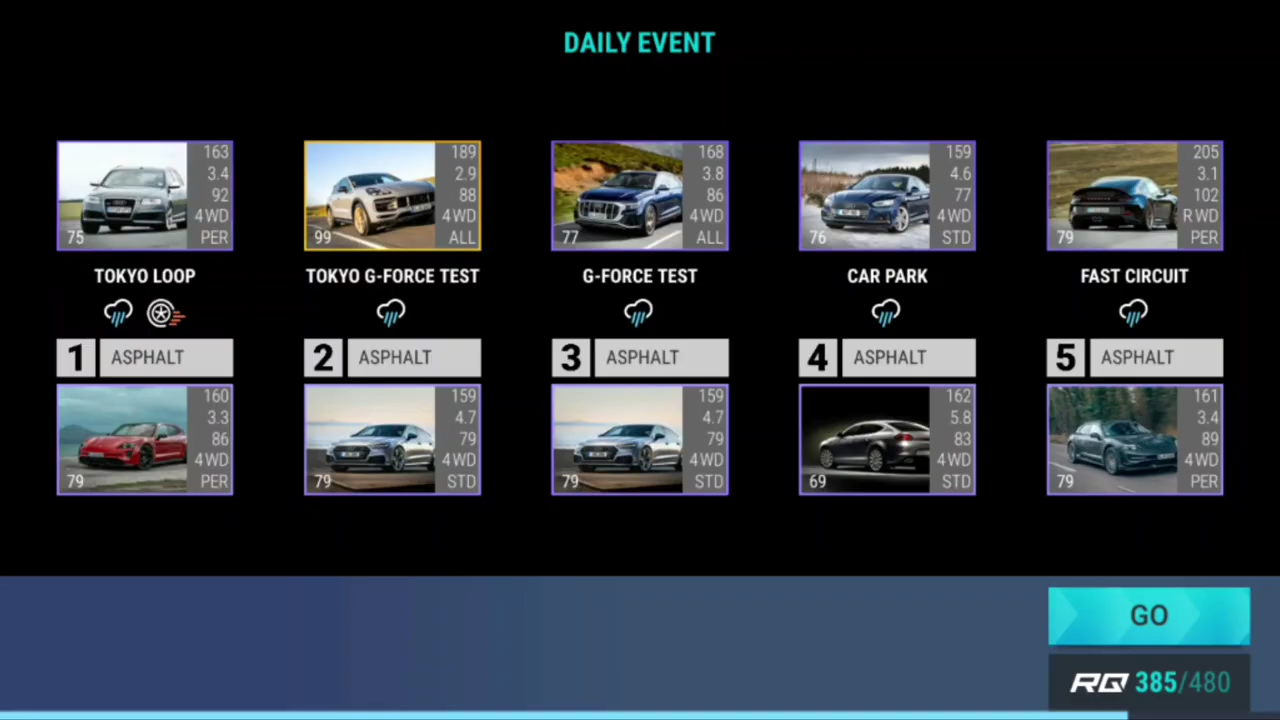 DAILY EVENT
163
3.4
92
4WD
75 PER
189
2.9
88
4WD
99 ALL
168
3.8
86
4WD
77 ALL
159
4.6
77
4WD
76 STD
205
3.1
102
RWD
79 PER
TOKYO LOOP
TOKYO G-FORCE TEST
G-FORCE TEST
CAR PARK
FAST CIRCUIT
1 ASPHALT
2 ASPHALT
3 ASPHALT
4 ASPHALT
5 ASPHALT
160
3.3
86
4WD
79 PER
159
4.7
79
4WD
79 STD
159
4.7
79
4WD
79 STD
162
5.8
83
4WD
69 STD
161
3.4
89
4WD
79 PER
GO
RQ 385/480